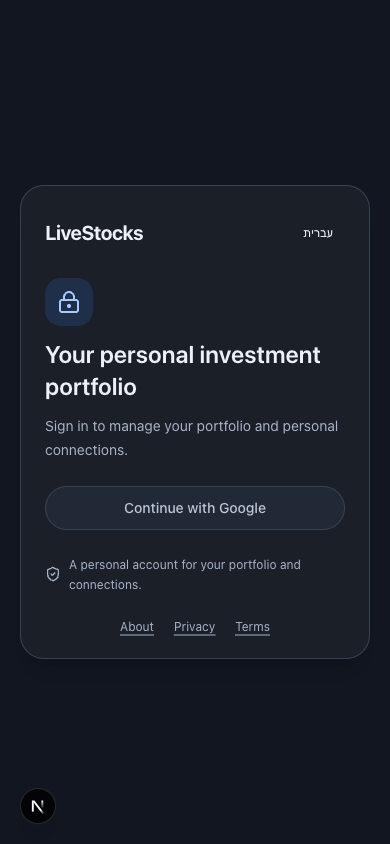 LiveStocks
עברית
Your personal investment
portfolio
Sign in to manage your portfolio and personal
connections.
Continue with Google
A personal account for your portfolio and
connections.
About Privacy Terms
N